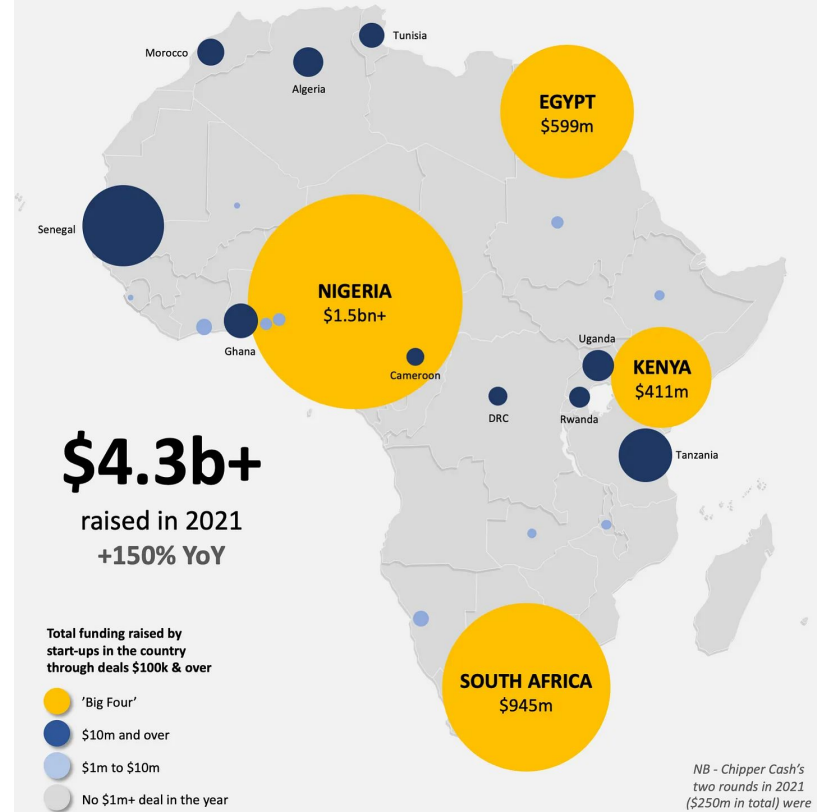 Tunisia
Morocco
Algeria
EGYPT
$599m
Senegal
NIGERIA
$1.5bn+
Ghana
Cameroon
Uganda
KENYA
$411m
DRC
Rwanda
Tanzania
$4.3b+
raised in 2021
+150% YoY
SOUTH AFRICA
$945m
Total funding raised by
start-ups in the country
through deals $100k & over
'Big Four'
$10m and over
$1m to $10m
No $1m+ deal in the year
NB - Chipper Cash's
two rounds in 2021
($250m in total) were